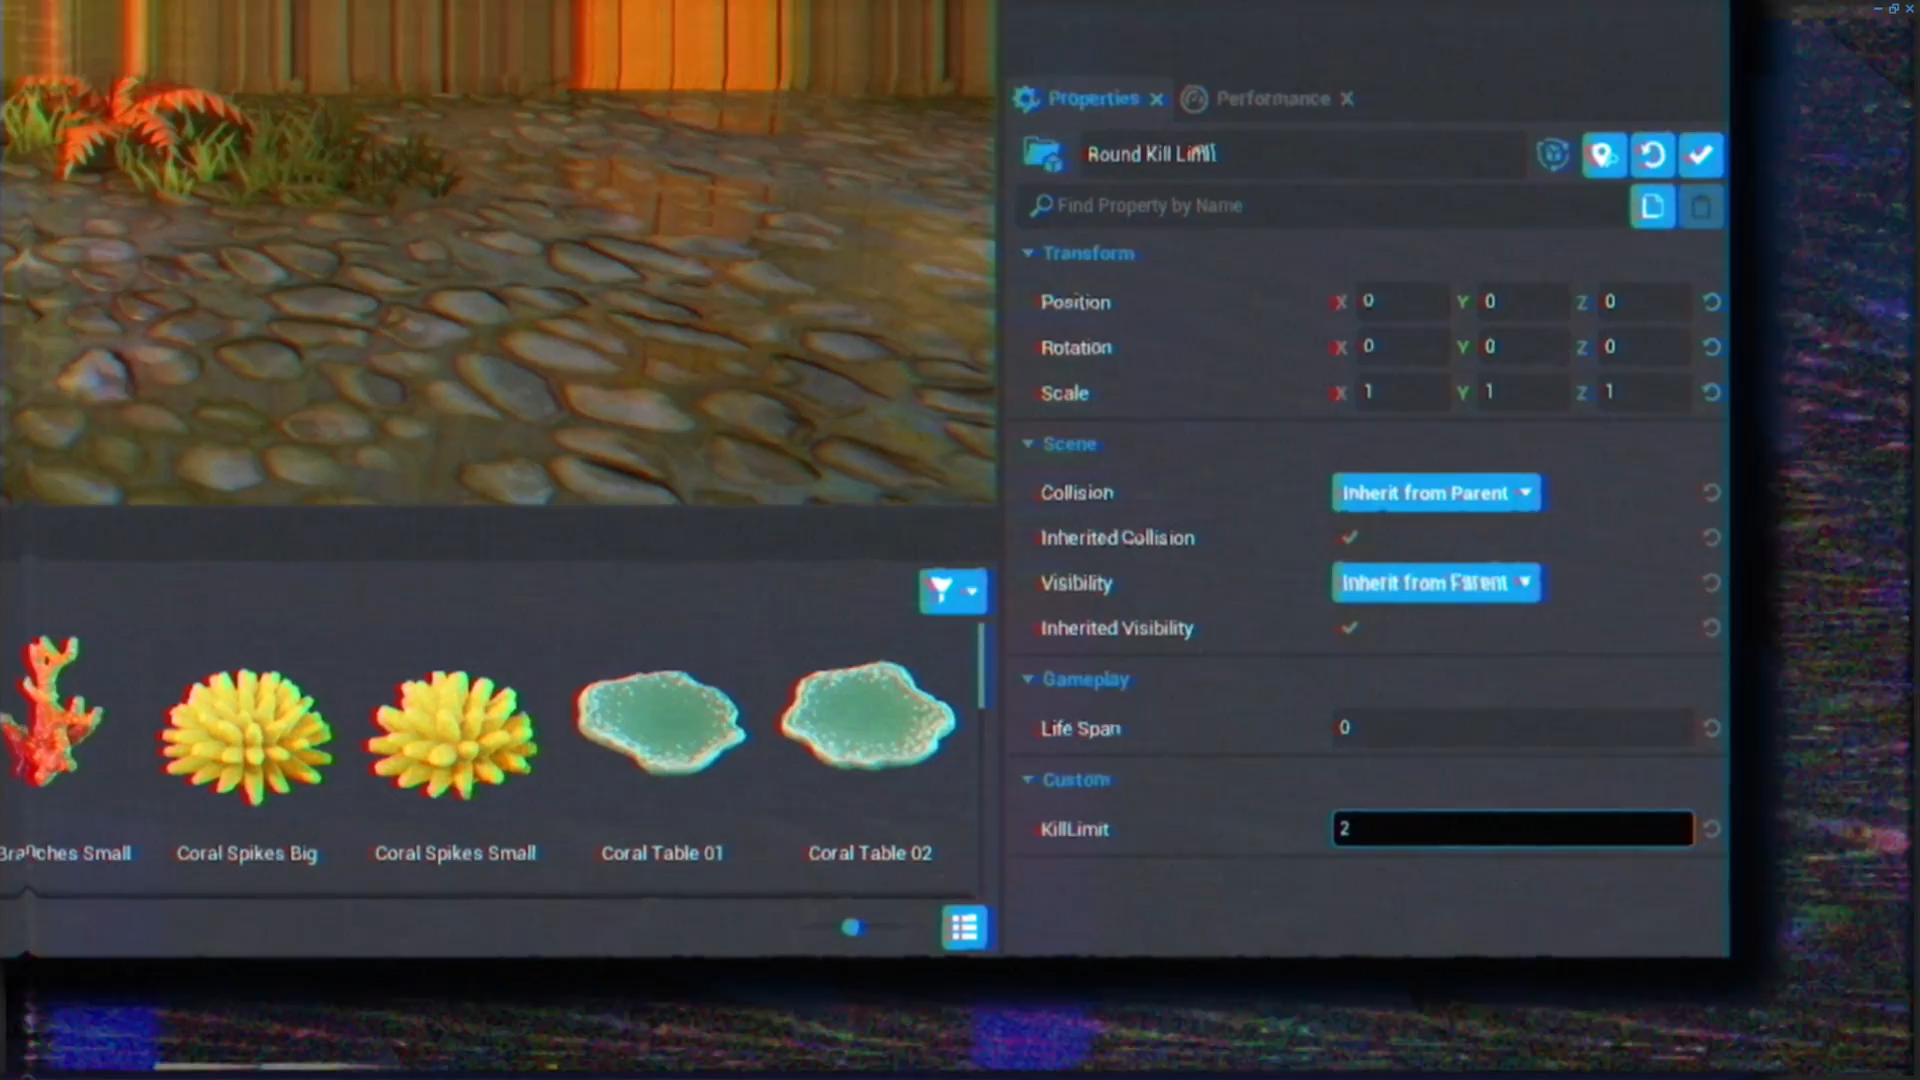 Properties
Performance
Round Kill Limit
Find Property by Name
Transform
Position X 0 Y 0 Z 0
Rotation X 0 Y 0 Z 0
Scale X 1 Y 1 Z 1
Scene
Collision Inherit from Parent
Inherited Collision
Visibility Inherit from Parent
Inherited Visibility
Gameplay
Life Span 0
Custom
KillLimit 2
Branches Small
Coral Spikes Big
Coral Spikes Small
Coral Table 01
Coral Table 02